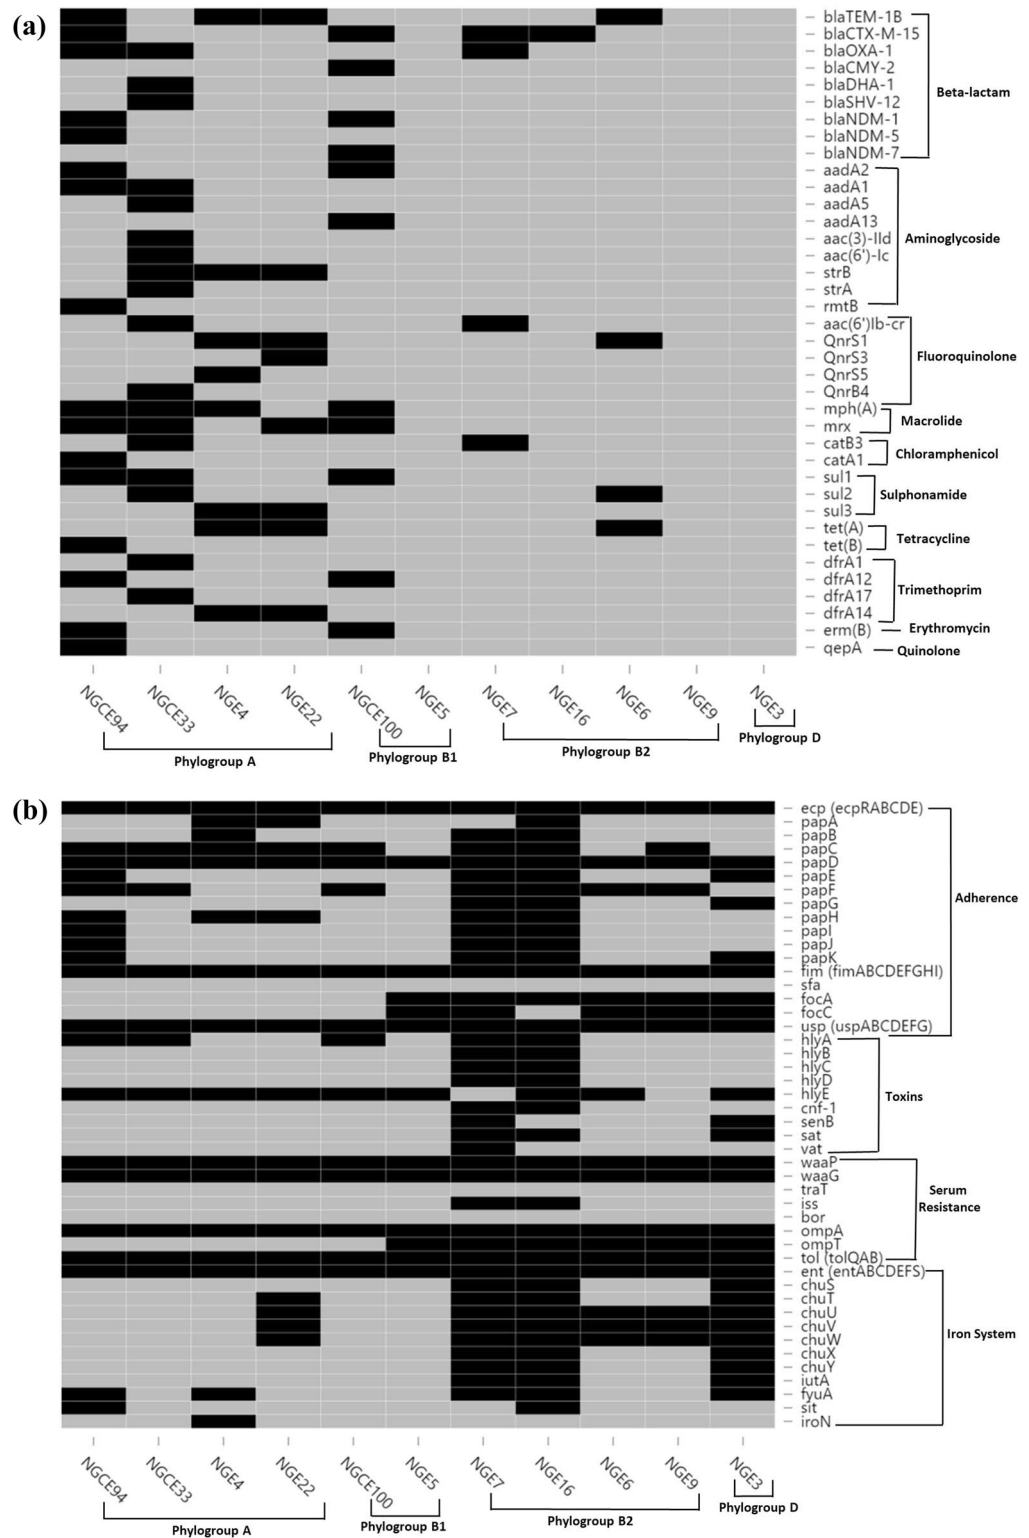 (a)
blaTEM-1B
blaCTX-M-15
blaOXA-1
blaCMY-2
blaDHA-1
blaSHV-12
blaNDM-1
blaNDM-5
blaNDM-7
Beta-lactam
aadA2
aadA1
aadA5
aadA13
aac(3)-IId
aac(6')-Ic
strB
strA
rmtB
Aminoglycoside
aac(6')Ib-cr
QnrS1
QnrS3
QnrS5
QnrB4
Fluoroquinolone
mph(A)
mrx
Macrolide
catB3
catA1
Chloramphenicol
sul1
sul2
sul3
Sulphonamide
tet(A)
tet(B)
Tetracycline
dfrA1
dfrA12
dfrA17
dfrA14
Trimethoprim
erm(B)
Erythromycin
qepA
Quinolone
NGCE94
NGCE33
NGE4
NGE22
NGCE100
NGE5
NGE7
NGE16
NGE6
NGE9
NGE3
Phylogroup A
Phylogroup B1
Phylogroup B2
Phylogroup D
(b)
ecp (ecpRABCDE)
papA
papB
papC
papD
papE
papF
papG
papH
papI
papJ
papK
fim (fimABCDEFGHI)
sfa
focA
focC
usp (uspABCDEFG)
Adherence
hlyA
hlyB
hlyC
hlyD
hlyE
cnf-1
senB
sat
vat
Toxins
waaP
waaG
traT
iss
bor
ompA
ompT
tol (tolQAB)
Serum
Resistance
ent (entABCDEFS)
chuS
chuT
chuU
chuV
chuW
chuX
chuY
iutA
fyuA
sit
iroN
Iron System
NGCE94
NGCE33
NGE4
NGE22
NGCE100
NGE5
NGE7
NGE16
NGE6
NGE9
NGE3
Phylogroup A
Phylogroup B1
Phylogroup B2
Phylogroup D